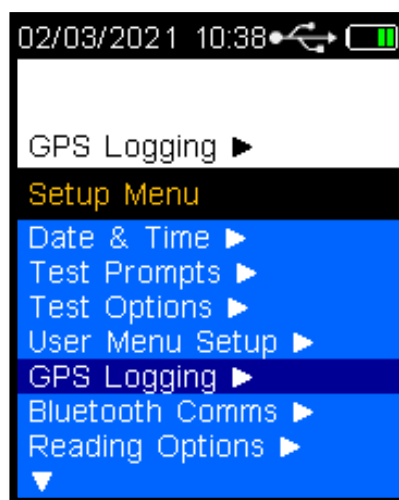 02/03/2021 10:38
GPS Logging ▶
Setup Menu
Date & Time ▶
Test Prompts ▶
Test Options ▶
User Menu Setup ▶
GPS Logging ▶
Bluetooth Comms ▶
Reading Options ▶
▼